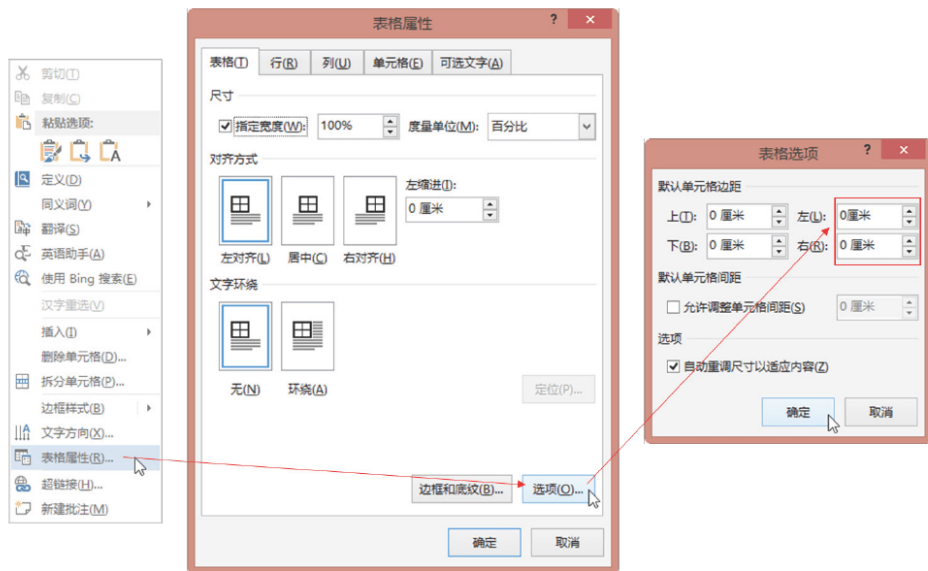 剪切(T)
复制(C)
粘贴选项:
A
定义(D)
同义词(Y)
翻译(S)
英语助手(A)
使用 Bing 搜索(E)
汉字重选(V)
插入(I)
删除单元格(D)...
拆分单元格(P)...
边框样式(B)
文字方向(X)...
表格属性(R)...
超链接(H)...
新建批注(M)
表格属性
表格(T) 行(R) 列(U) 单元格(E) 可选文字(A)
尺寸
指定宽度(W): 100% 度量单位(M): 百分比
对齐方式
左缩进(I):
0 厘米
左对齐(L) 居中(C) 右对齐(H)
文字环绕
无(N) 环绕(A)
定位(P)...
边框和底纹(B)... 选项(O)...
确定 取消
表格选项
默认单元格边距
上(T): 0 厘米 左(L): 0厘米
下(B): 0 厘米 右(R): 0 厘米
默认单元格间距
允许调整单元格间距(S) 0 厘米
选项
自动重调尺寸以适应内容(Z)
确定 取消